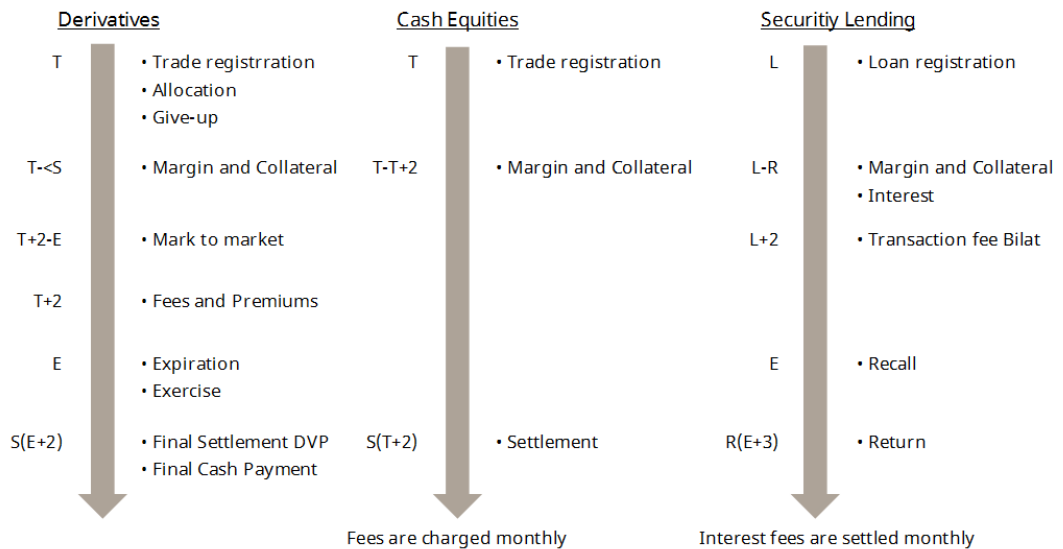 Derivatives
T
• Trade registrration
• Allocation
• Give-up
T-<S
• Margin and Collateral
T+2-E
• Mark to market
T+2
• Fees and Premiums
E
• Expiration
• Exercise
S(E+2)
• Final Settlement DVP
• Final Cash Payment
Cash Equities
T
• Trade registration
T-T+2
• Margin and Collateral
S(T+2)
• Settlement
Fees are charged monthly
Securitiy Lending
L
• Loan registration
L-R
• Margin and Collateral
• Interest
L+2
• Transaction fee Bilat
E
• Recall
R(E+3)
• Return
Interest fees are settled monthly